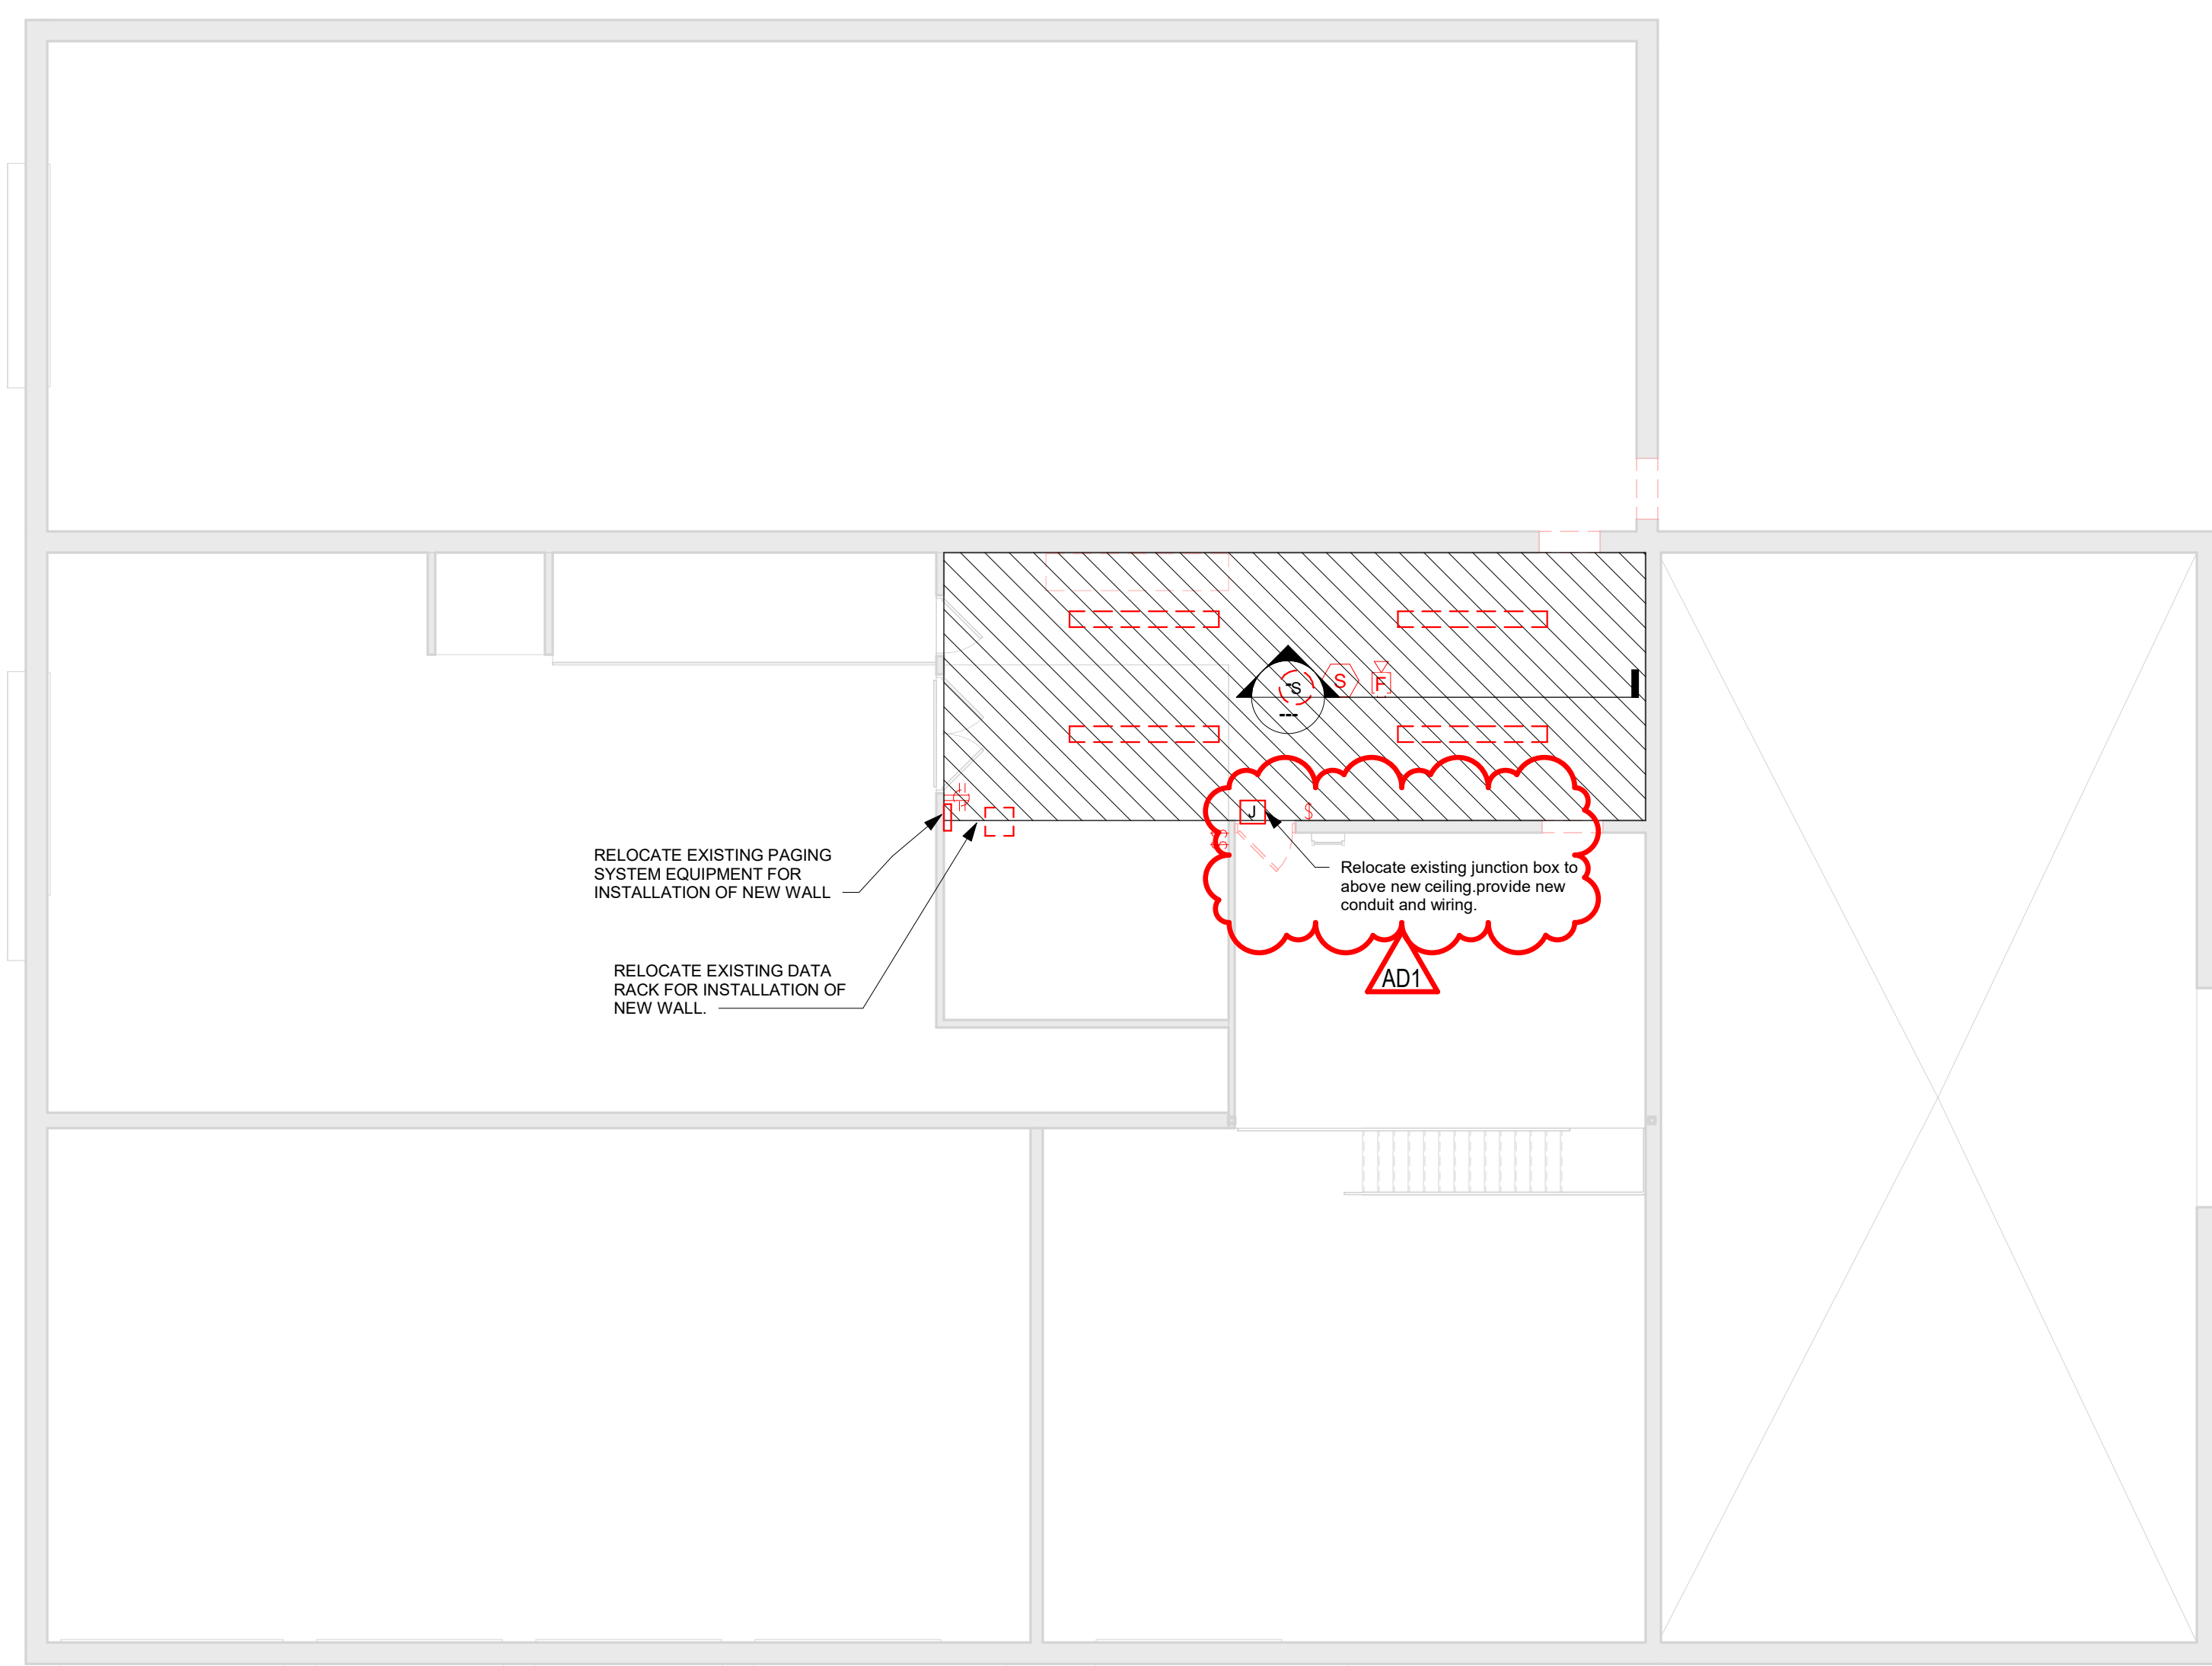 S
S
F
J
$
$
$
RELOCATE EXISTING PAGING
SYSTEM EQUIPMENT FOR
INSTALLATION OF NEW WALL
Relocate existing junction box to
above new ceiling.provide new
conduit and wiring.
RELOCATE EXISTING DATA
RACK FOR INSTALLATION OF
NEW WALL.
AD1